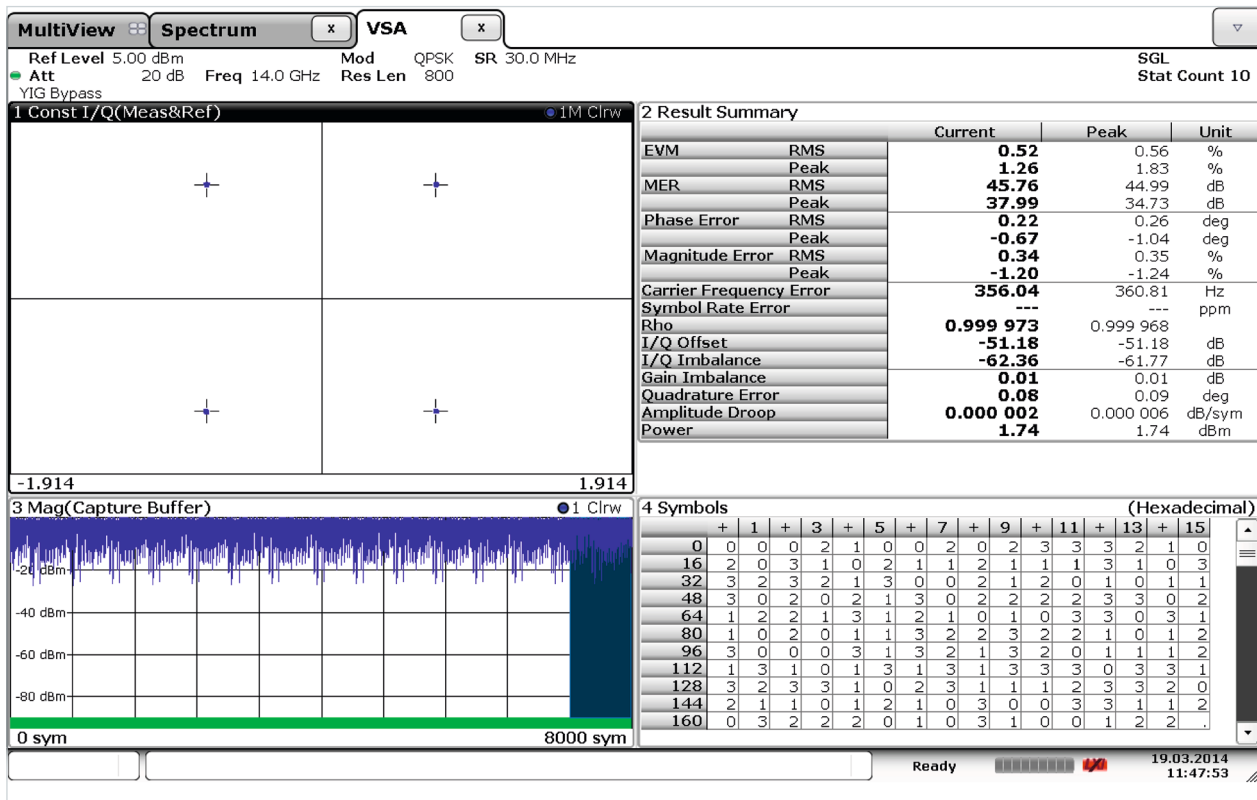 MultiView Spectrum x VSA x
Ref Level 5.00 dBm Mod QPSK SR 30.0 MHz SGL
Att 20 dB Freq 14.0 GHz Res Len 800 Stat Count 10
YIG Bypass
1 Const I/Q(Meas&Ref) 1M Clrw
-1.914 1.914
2 Result Summary
Current Peak Unit
EVM RMS 0.52 0.56 %
Peak 1.26 1.83 %
MER RMS 45.76 44.99 dB
Peak 37.99 34.73 dB
Phase Error RMS 0.22 0.26 deg
Peak -0.67 -1.04 deg
Magnitude Error RMS 0.34 0.35 %
Peak -1.20 -1.24 %
Carrier Frequency Error 356.04 360.81 Hz
Symbol Rate Error --- --- ppm
Rho 0.999 973 0.999 968
I/Q Offset -51.18 -51.18 dB
I/Q Imbalance -62.36 -61.77 dB
Gain Imbalance 0.01 0.01 dB
Quadrature Error 0.08 0.09 deg
Amplitude Droop 0.000 002 0.000 006 dB/sym
Power 1.74 1.74 dBm
3 Mag(Capture Buffer) 1 Clrw
-20 dBm
-40 dBm
-60 dBm
-80 dBm
0 sym 8000 sym
4 Symbols (Hexadecimal)
+ 1 + 3 + 5 + 7 + 9 + 11 + 13 + 15
0 0 0 0 2 1 0 0 2 0 2 3 3 3 2 1 0
16 2 0 3 1 0 2 1 1 2 1 1 1 3 1 0 3
32 3 2 3 2 1 3 0 0 2 1 2 0 1 0 1 1
48 3 0 2 0 2 1 3 0 2 2 2 2 3 3 0 2
64 1 2 2 1 3 1 2 1 0 1 0 3 3 0 3 1
80 1 0 2 0 1 1 3 2 2 3 2 2 1 0 1 2
96 3 0 0 0 3 1 3 2 1 3 2 0 1 1 1 2
112 1 3 1 0 1 3 1 3 1 3 3 3 0 3 3 1
128 3 2 3 3 1 0 2 3 1 1 1 2 3 3 2 0
144 2 1 1 0 1 2 1 0 3 0 0 3 3 1 1 2
160 0 3 2 2 2 0 1 0 3 1 0 0 1 2 2 .
Ready LXI 19.03.2014
11:47:53